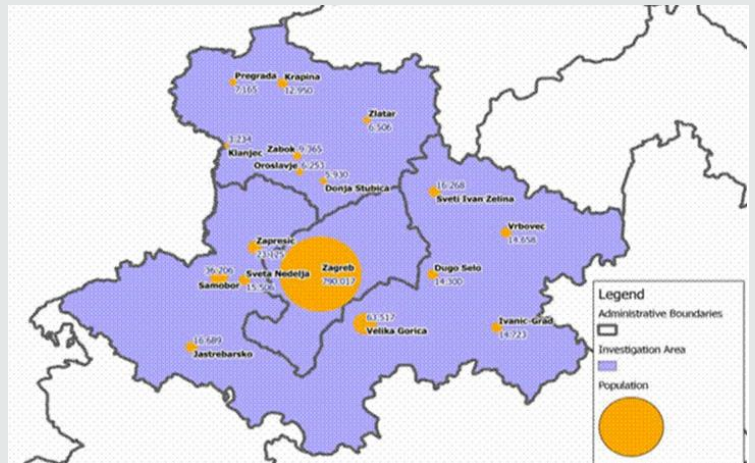 Pregrada
7.165
Krapina
12.950
Zlatar
6.506
3.234
Klanjec
Zabok 9.365
Oroslavje 6.253
5.930
Donja Stubica
16.268
Sveti Ivan Zelina
Vrbovec
14.658
Zapresic
23.125
36.206
Samobor
Sveta Nedelja
15.506
Zagreb
790.017
Dugo Selo
14.300
63.517
Velika Gorica
Ivanic-Grad
14.723
16.689
Jastrebarsko
Legend
Administrative Boundaries
Investigation Area
Population